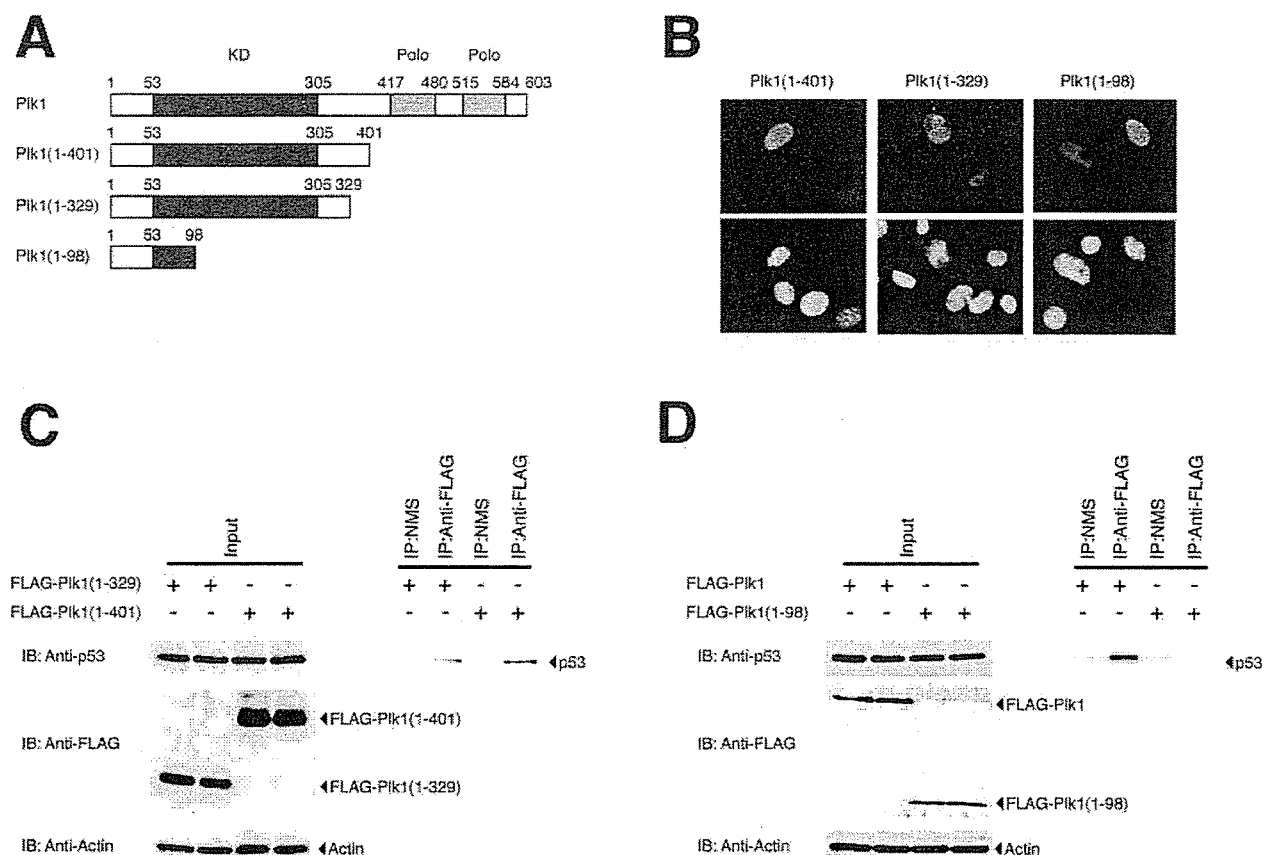 A
KD Polo Polo
1 53 305 417 480 515 584 603
Plk1
1 53 305 401
Plk1(1-401)
1 53 305 329
Plk1(1-329)
1 53 98
Plk1(1-98)
B
Plk1(1-401) Plk1(1-329) Plk1(1-98)
C
Input
IP:NMS
IP:Anti-FLAG
IP:NMS
IP:Anti-FLAG
FLAG-Plk1(1-329) + + - - + + - -
FLAG-Plk1(1-401) - - + + - - + +
IB: Anti-p53
p53
FLAG-Plk1(1-401)
IB: Anti-FLAG
FLAG-Plk1(1-329)
IB: Anti-Actin
Actin
D
Input
IP:NMS
IP:Anti-FLAG
IP:NMS
IP:Anti-FLAG
FLAG-Plk1 + + - - + + - -
FLAG-Plk1(1-98) - - + + - - + +
IB: Anti-p53
p53
FLAG-Plk1
IB: Anti-FLAG
FLAG-Plk1(1-98)
IB: Anti-Actin
Actin